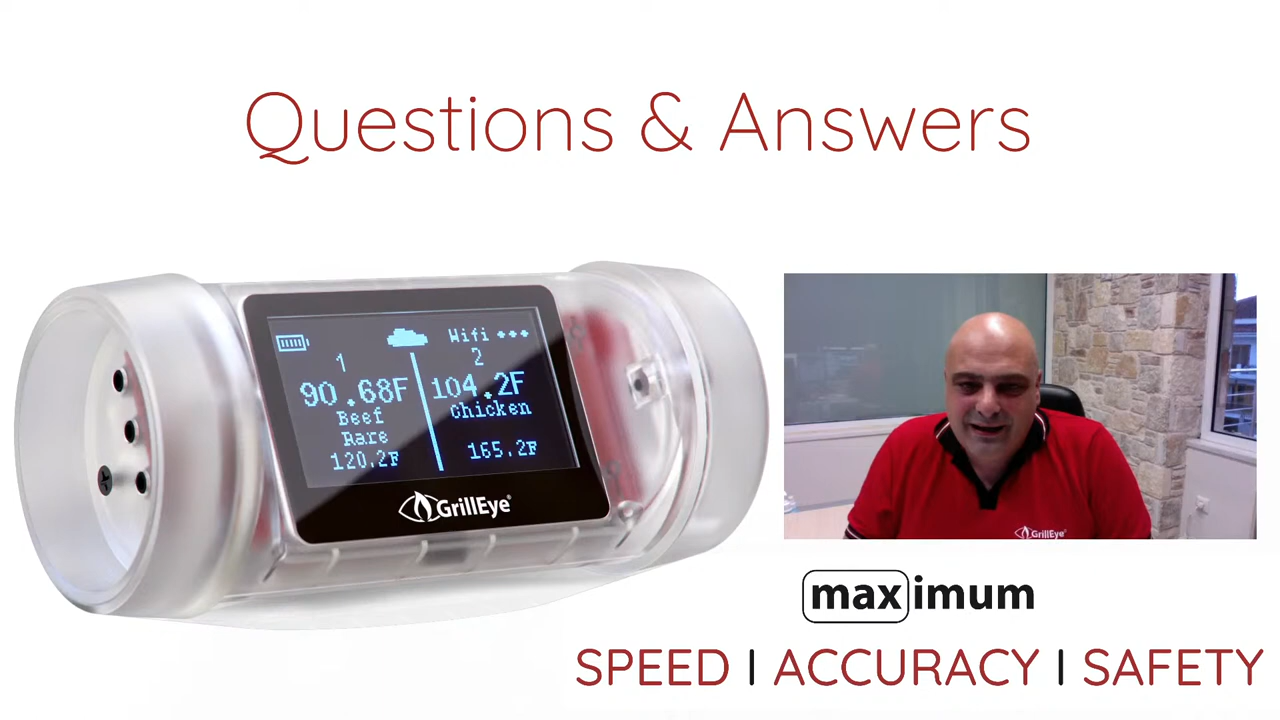 Questions & Answers
Wifi
1
2
90.68F
104.2F
Beef
Chicken
Rare
120.2F
165.2F
GrillEye®
GrillEye®
maximum
SPEED | ACCURACY | SAFETY